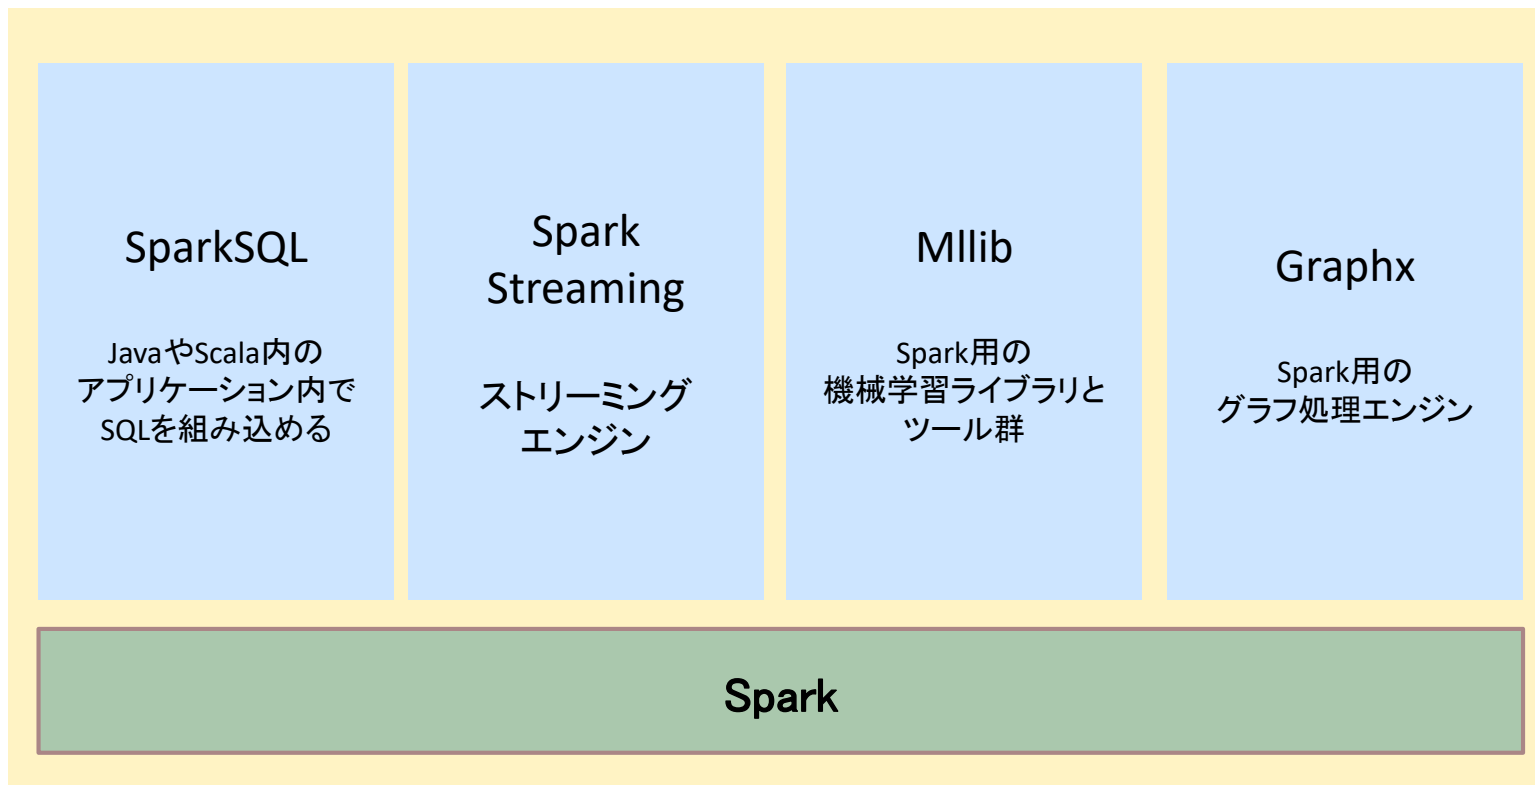 SparkSQL
JavaやScala内の
アプリケーション内で
SQLを組み込める
Spark
Streaming
ストリーミング
エンジン
Mllib
Spark用の
機械学習ライブラリと
ツール群
Graphx
Spark用の
グラフ処理エンジン
Spark